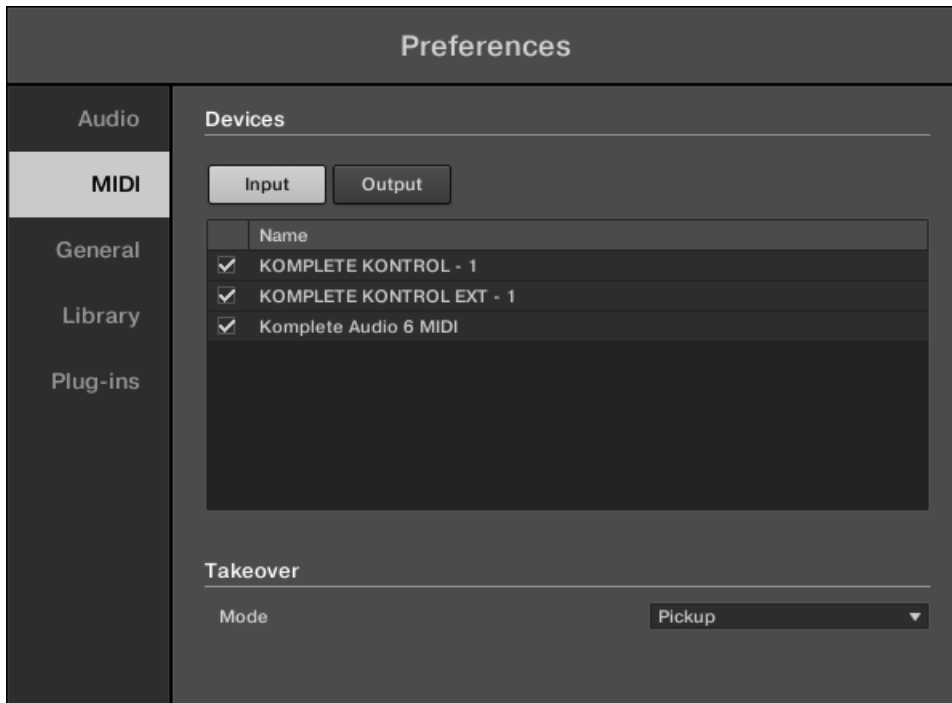 Preferences
Audio
MIDI
General
Library
Plug-ins
Devices
Input Output
Name
KOMPLETE KONTROL - 1
KOMPLETE KONTROL EXT - 1
Komplete Audio 6 MIDI
Takeover
Mode Pickup